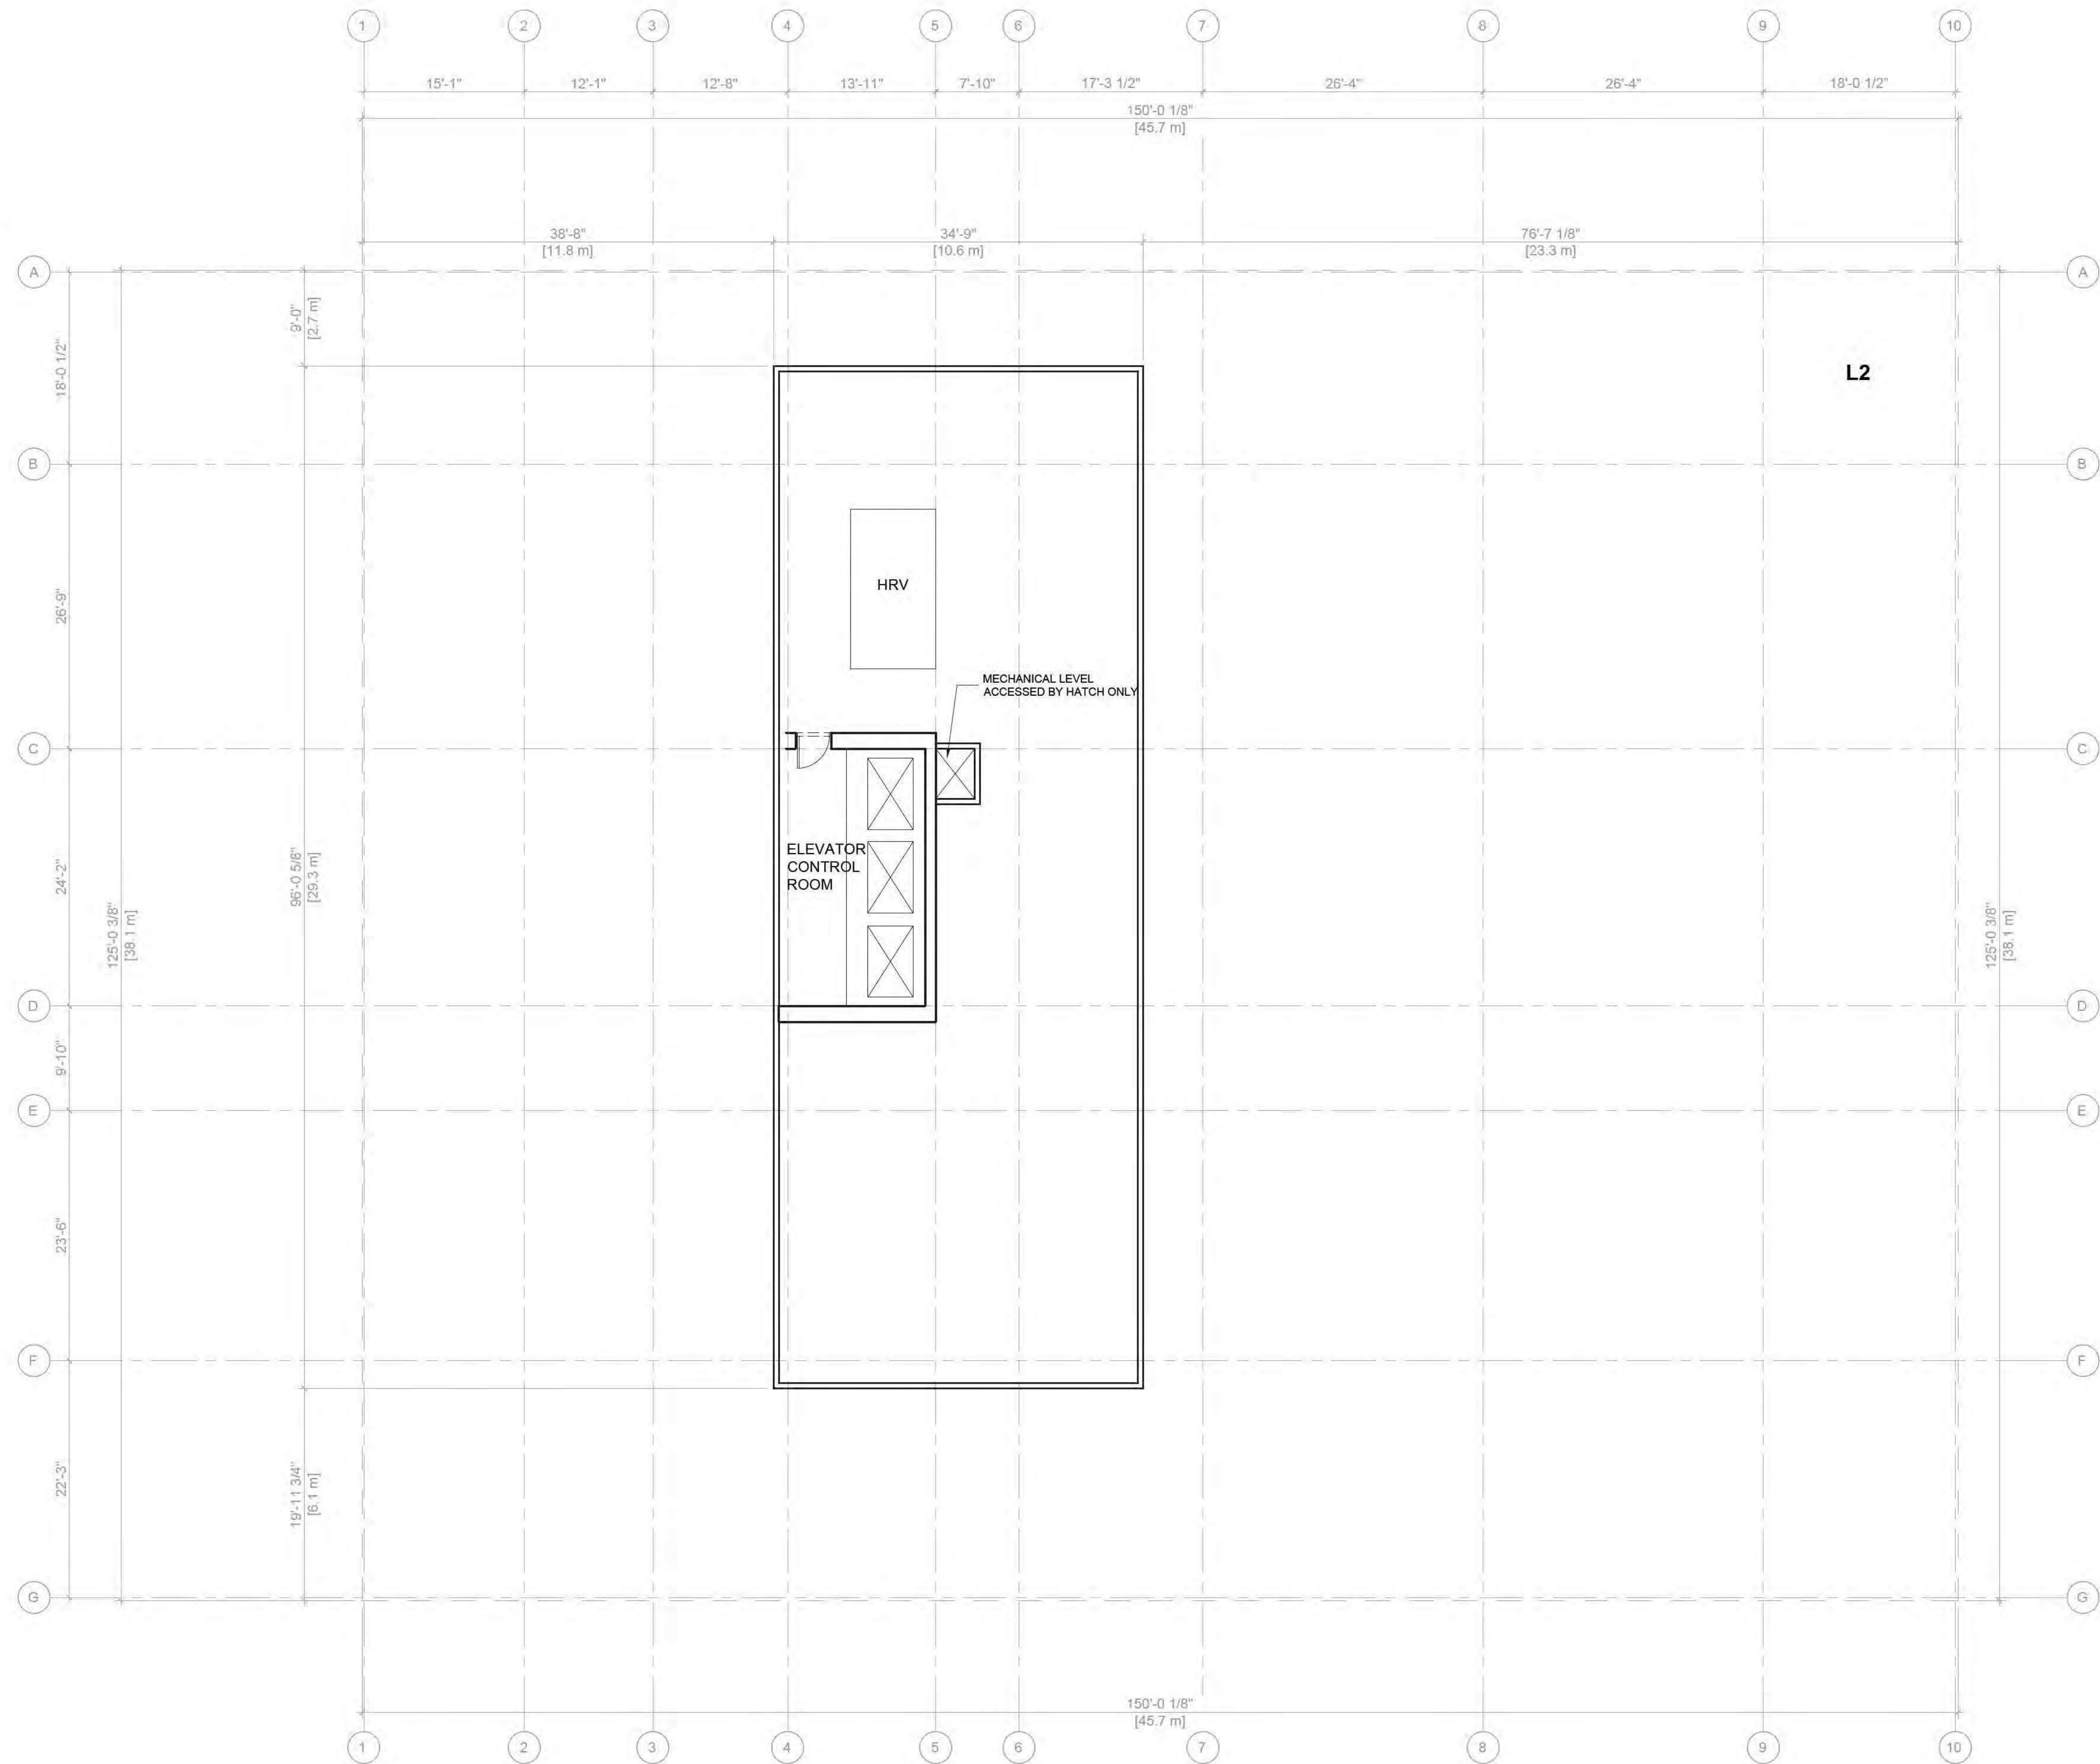 1 2 3 4 5 6 7 8 9 10
15'-1" 12'-1" 12'-8" 13'-11" 7'-10" 17'-3 1/2" 26'-4" 26'-4" 18'-0 1/2"
150'-0 1/8"
[45.7 m]
38'-8" 34'-9" 76'-7 1/8"
[11.8 m] [10.6 m] [23.3 m]
A A
9'-0"
[2.7 m]
18'-0 1/2"
L2
B B
HRV
26'-9"
MECHANICAL LEVEL
ACCESSED BY HATCH ONLY
C C
ELEVATOR
CONTROL
ROOM
24'-2"
96'-0 5/8"
[29.3 m]
125'-0 3/8"
[38.1 m]
125'-0 3/8"
[38.1 m]
D D
9'-10"
E E
23'-6"
F F
22'-3"
19'-11 3/4"
[6.1 m]
G G
150'-0 1/8"
[45.7 m]
1 2 3 4 5 6 7 8 9 10